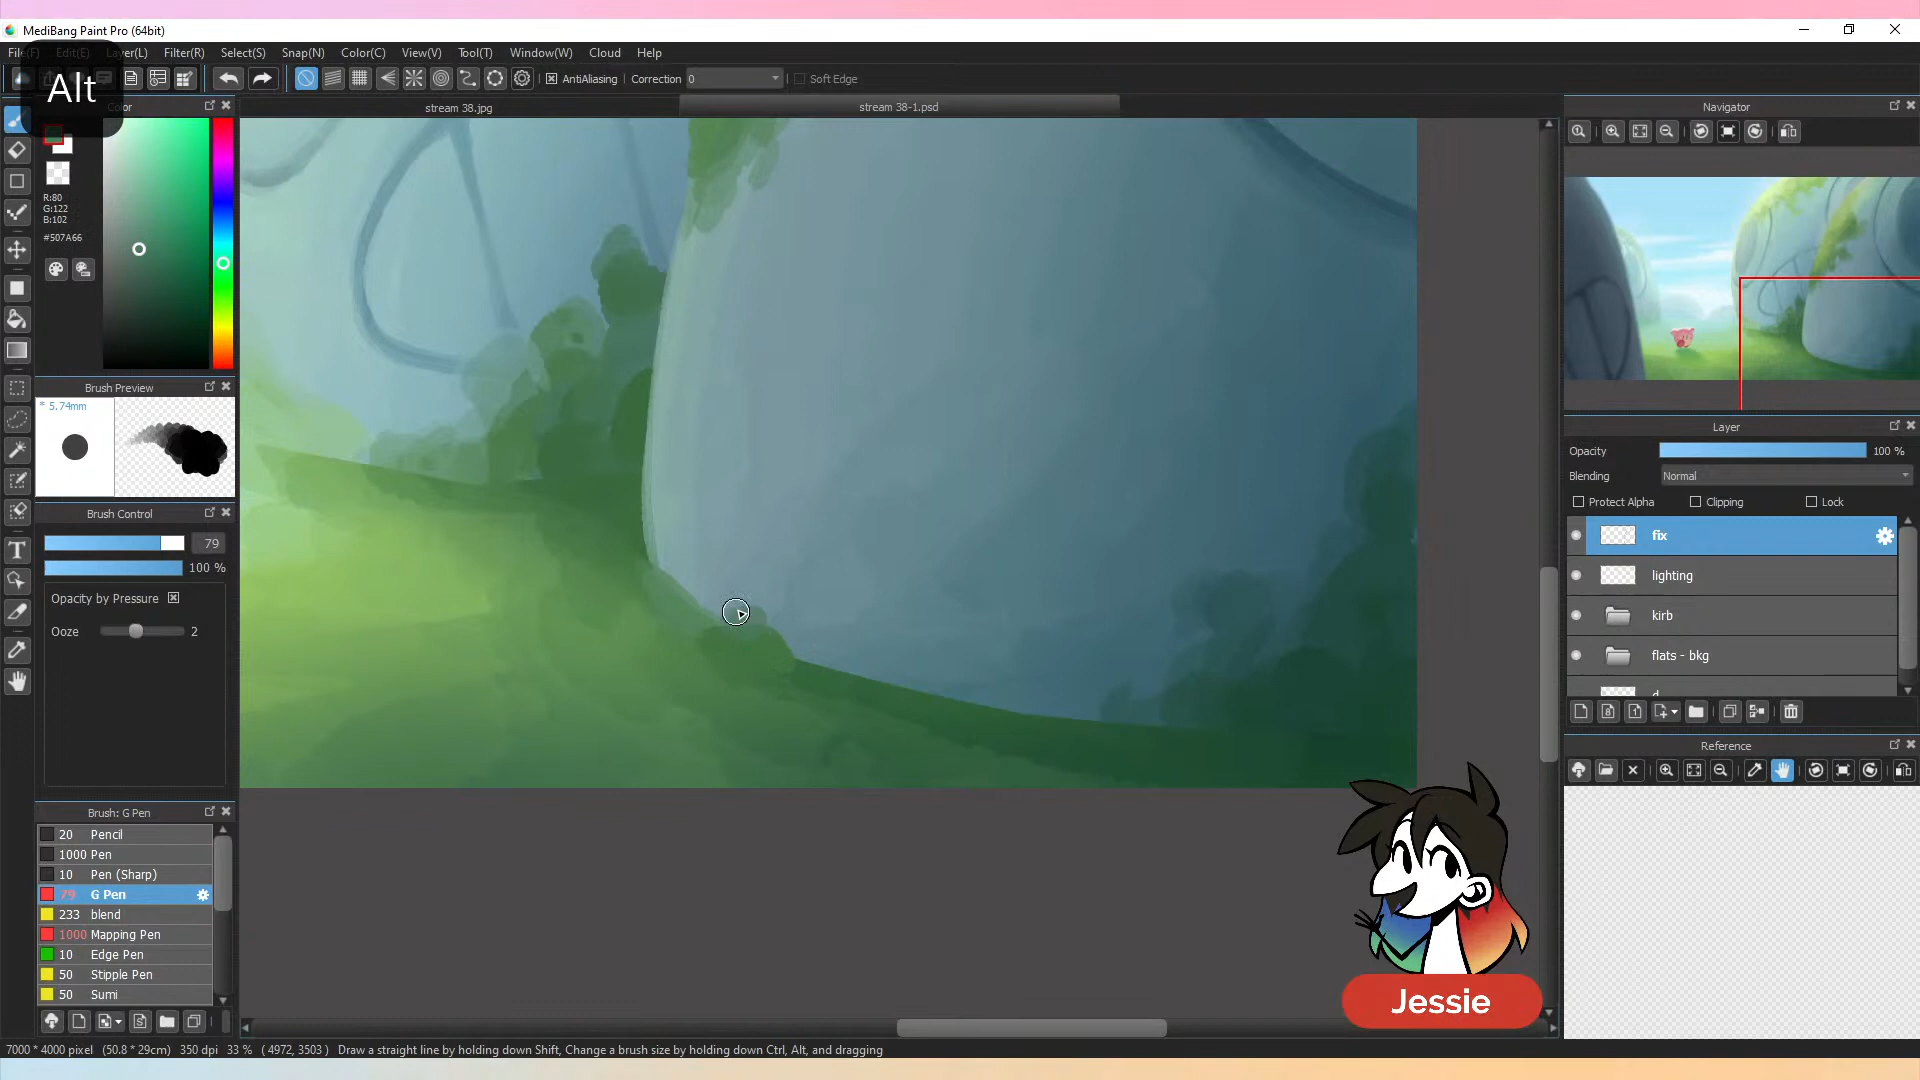 MediBang Paint Pro (64bit)
File(F) Edit(E) Layer(L) Filter(R) Select(S) Snap(N) Color(C) View(V) Tool(T) Window(W) Cloud Help
Alt
AntiAliasing Correction 0 Soft Edge
Color
stream 38.jpg
stream 38-1.psd
Navigator
R:80
G:122
B:102
#507A66
Brush Preview
* 5.74mm
Brush Control
79
100 %
Opacity by Pressure
Ooze 2
Layer
Opacity 100 %
Blending Normal
Protect Alpha Clipping Lock
fix
lighting
kirb
flats - bkg
Reference
Brush: G Pen
20 Pencil
1000 Pen
10 Pen (Sharp)
79 G Pen
233 blend
1000 Mapping Pen
10 Edge Pen
50 Stipple Pen
50 Sumi
Jessie
7000 * 4000 pixel (50.8 * 29cm) 350 dpi 33 % ( 4972, 3503 ) Draw a straight line by holding down Shift, Change a brush size by holding down Ctrl, Alt, and dragging